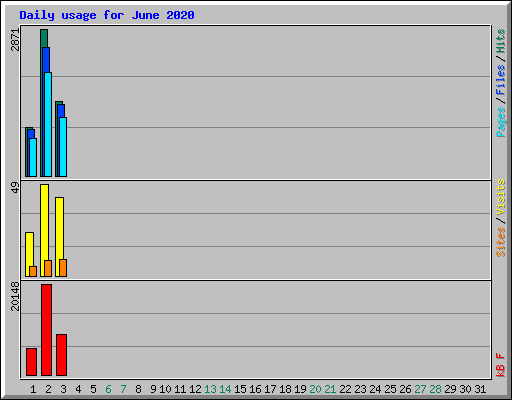 Daily usage for June 2020
2871
49
20148
Pages/Files/Hits
Sites/Visits
kB F
1 2 3 4 5 6 7 8 9 10 11 12 13 14 15 16 17 18 19 20 21 22 23 24 25 26 27 28 29 30 31